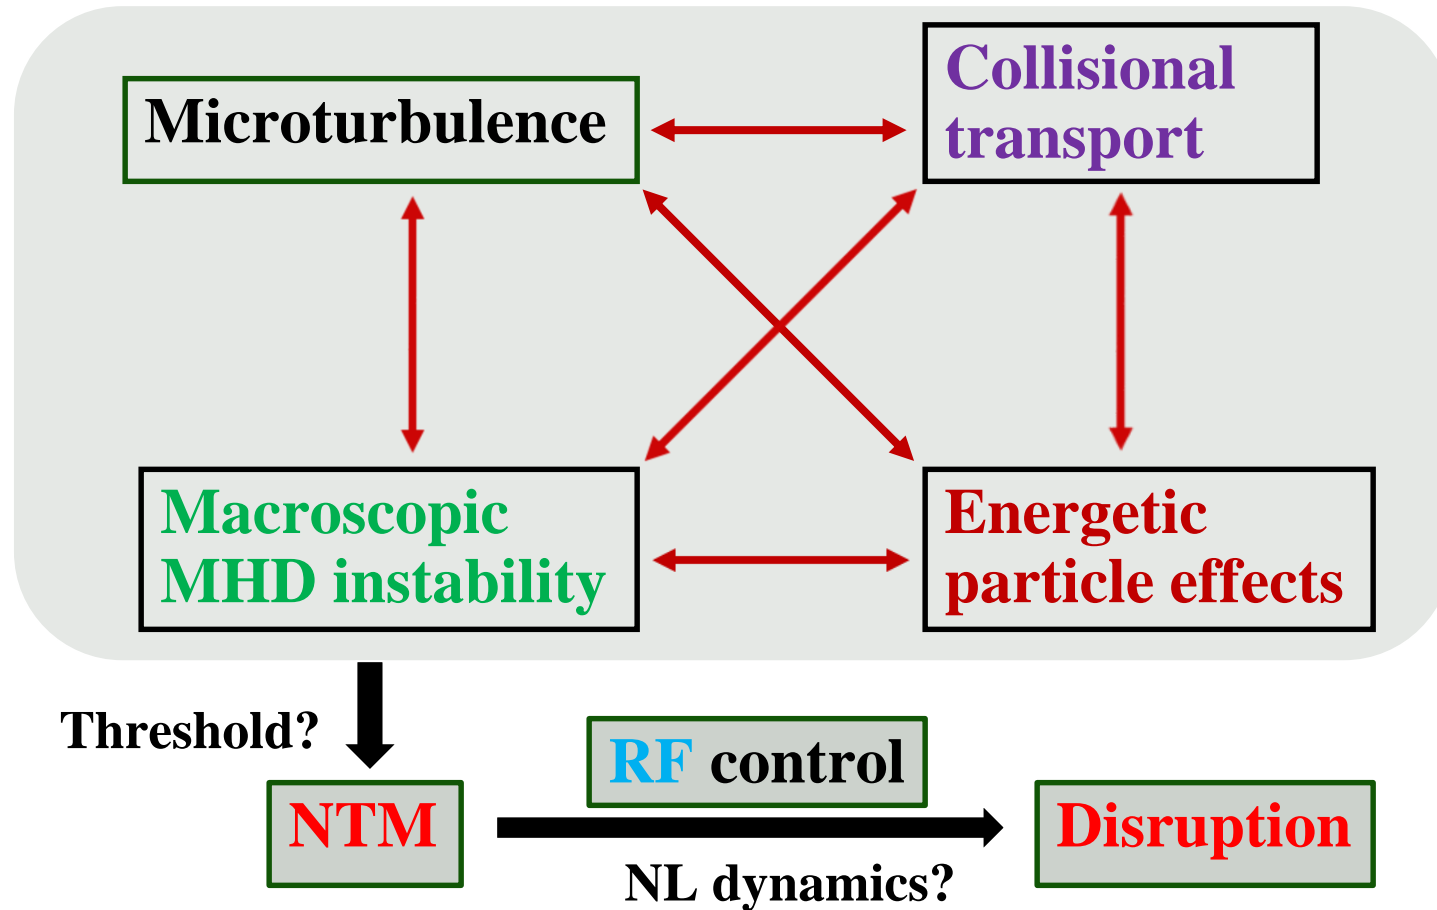 Microturbulence
Collisional
transport
Macroscopic
MHD instability
Energetic
particle effects
Threshold?
RF control
NTM
Disruption
NL dynamics?